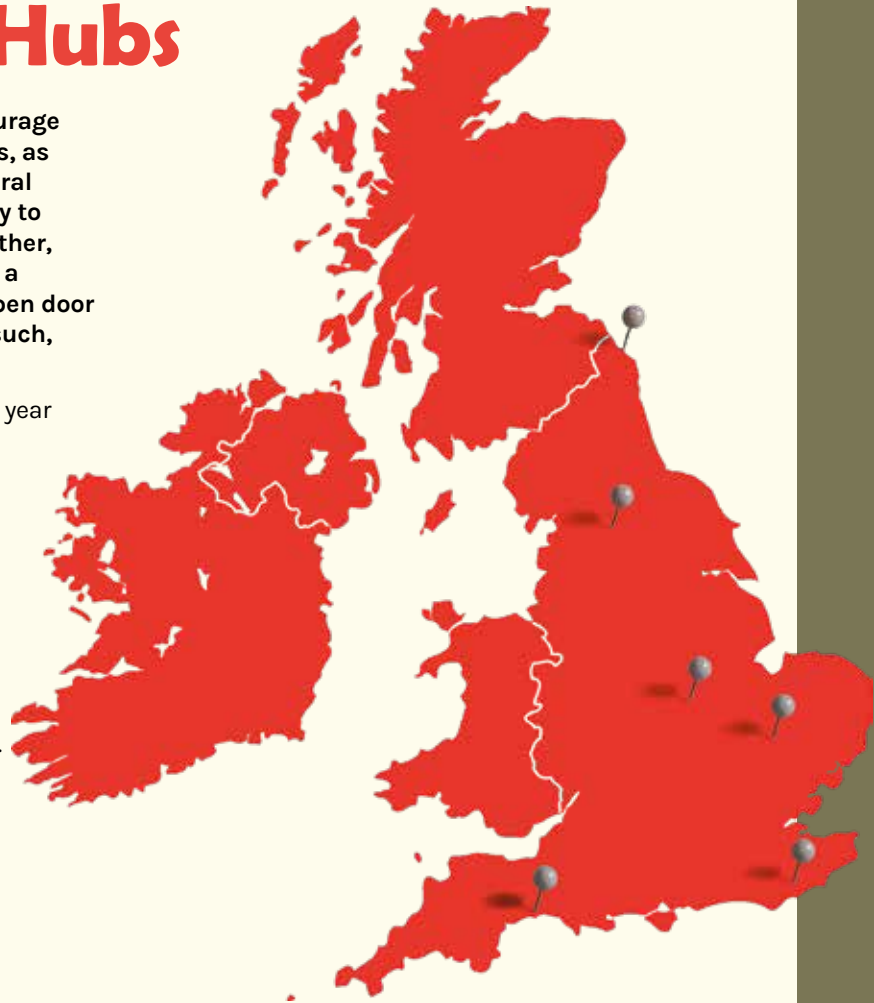 Hubs
urage
s, as
ral
y to
ther,
a
pen door
such,
year
.